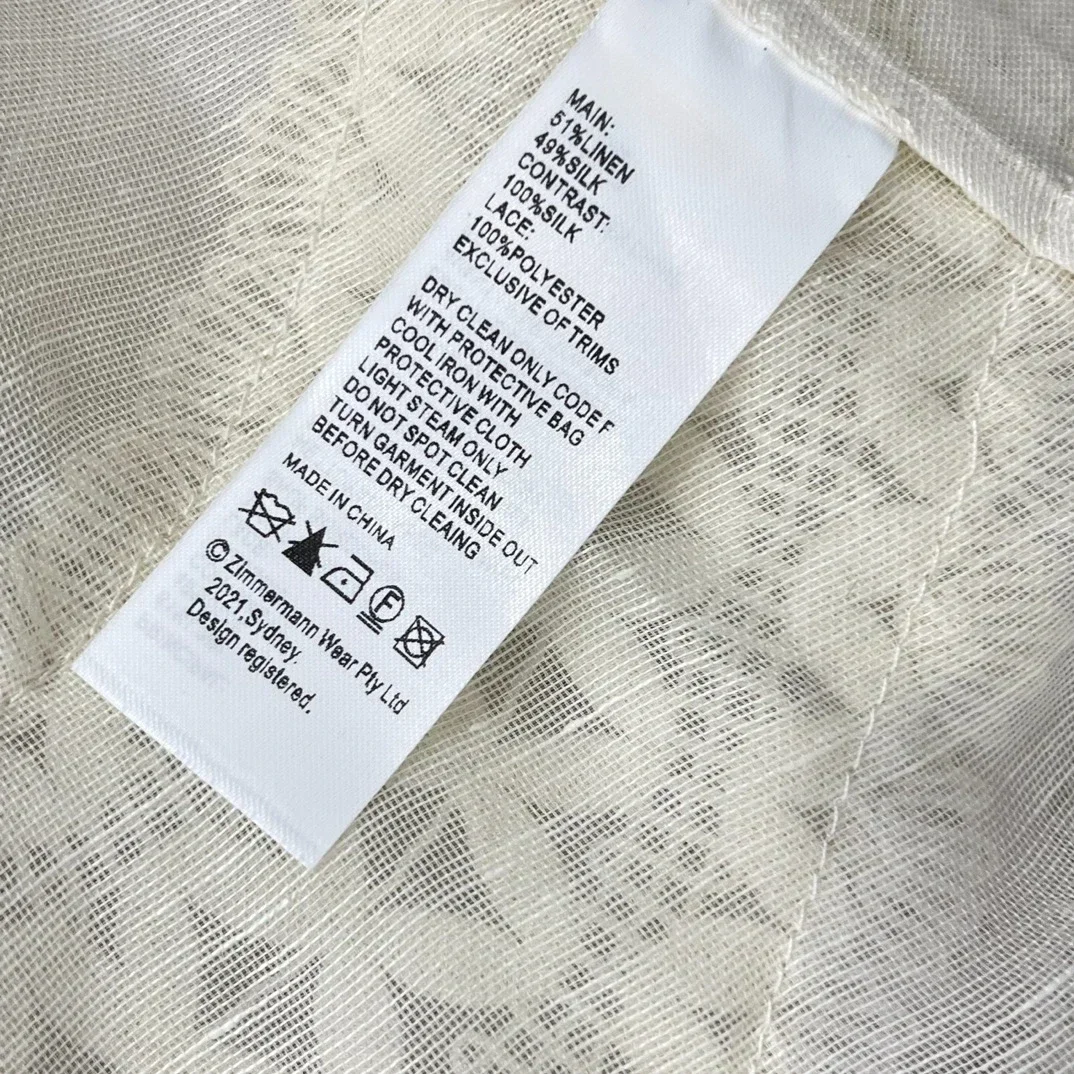 MAIN:
51%LINEN
49%SILK
CONTRAST:
100%SILK
LACE:
100%POLYESTER
EXCLUSIVE OF TRIMS
DRY CLEAN ONLY CODE F
WITH PROTECTIVE BAG
COOL IRON WITH
PROTECTIVE CLOTH
LIGHT STEAM ONLY
DO NOT SPOT CLEAN
TURN GARMENT INSIDE OUT
BEFORE DRY CLEAING
MADE IN CHINA
F
©Zimmermann Wear Pty Ltd
2021,Sydney.
Design registered.